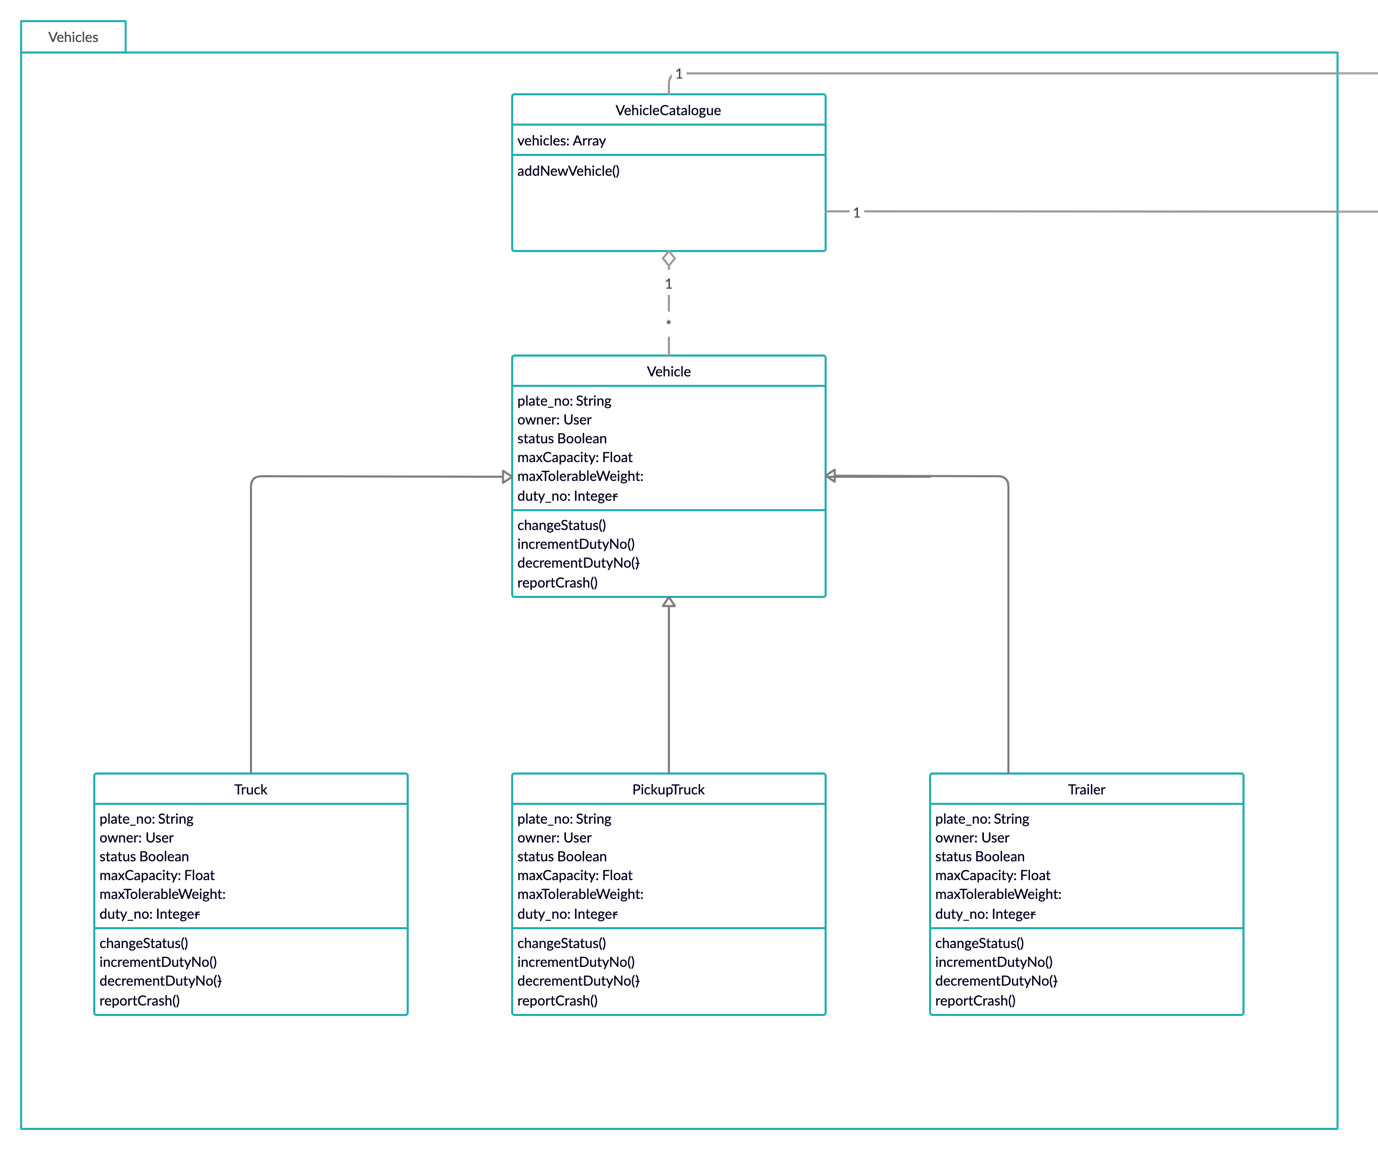 Vehicles
1
VehicleCatalogue
vehicles: Array
addNewVehicle()
1
1
*
Vehicle
plate_no: String
owner: User
status Boolean
maxCapacity: Float
maxTolerableWeight:
duty_no: Integer
changeStatus()
incrementDutyNo()
decrementDutyNo()
reportCrash()
Truck
plate_no: String
owner: User
status Boolean
maxCapacity: Float
maxTolerableWeight:
duty_no: Integer
changeStatus()
incrementDutyNo()
decrementDutyNo()
reportCrash()
PickupTruck
plate_no: String
owner: User
status Boolean
maxCapacity: Float
maxTolerableWeight:
duty_no: Integer
changeStatus()
incrementDutyNo()
decrementDutyNo()
reportCrash()
Trailer
plate_no: String
owner: User
status Boolean
maxCapacity: Float
maxTolerableWeight:
duty_no: Integer
changeStatus()
incrementDutyNo()
decrementDutyNo()
reportCrash()